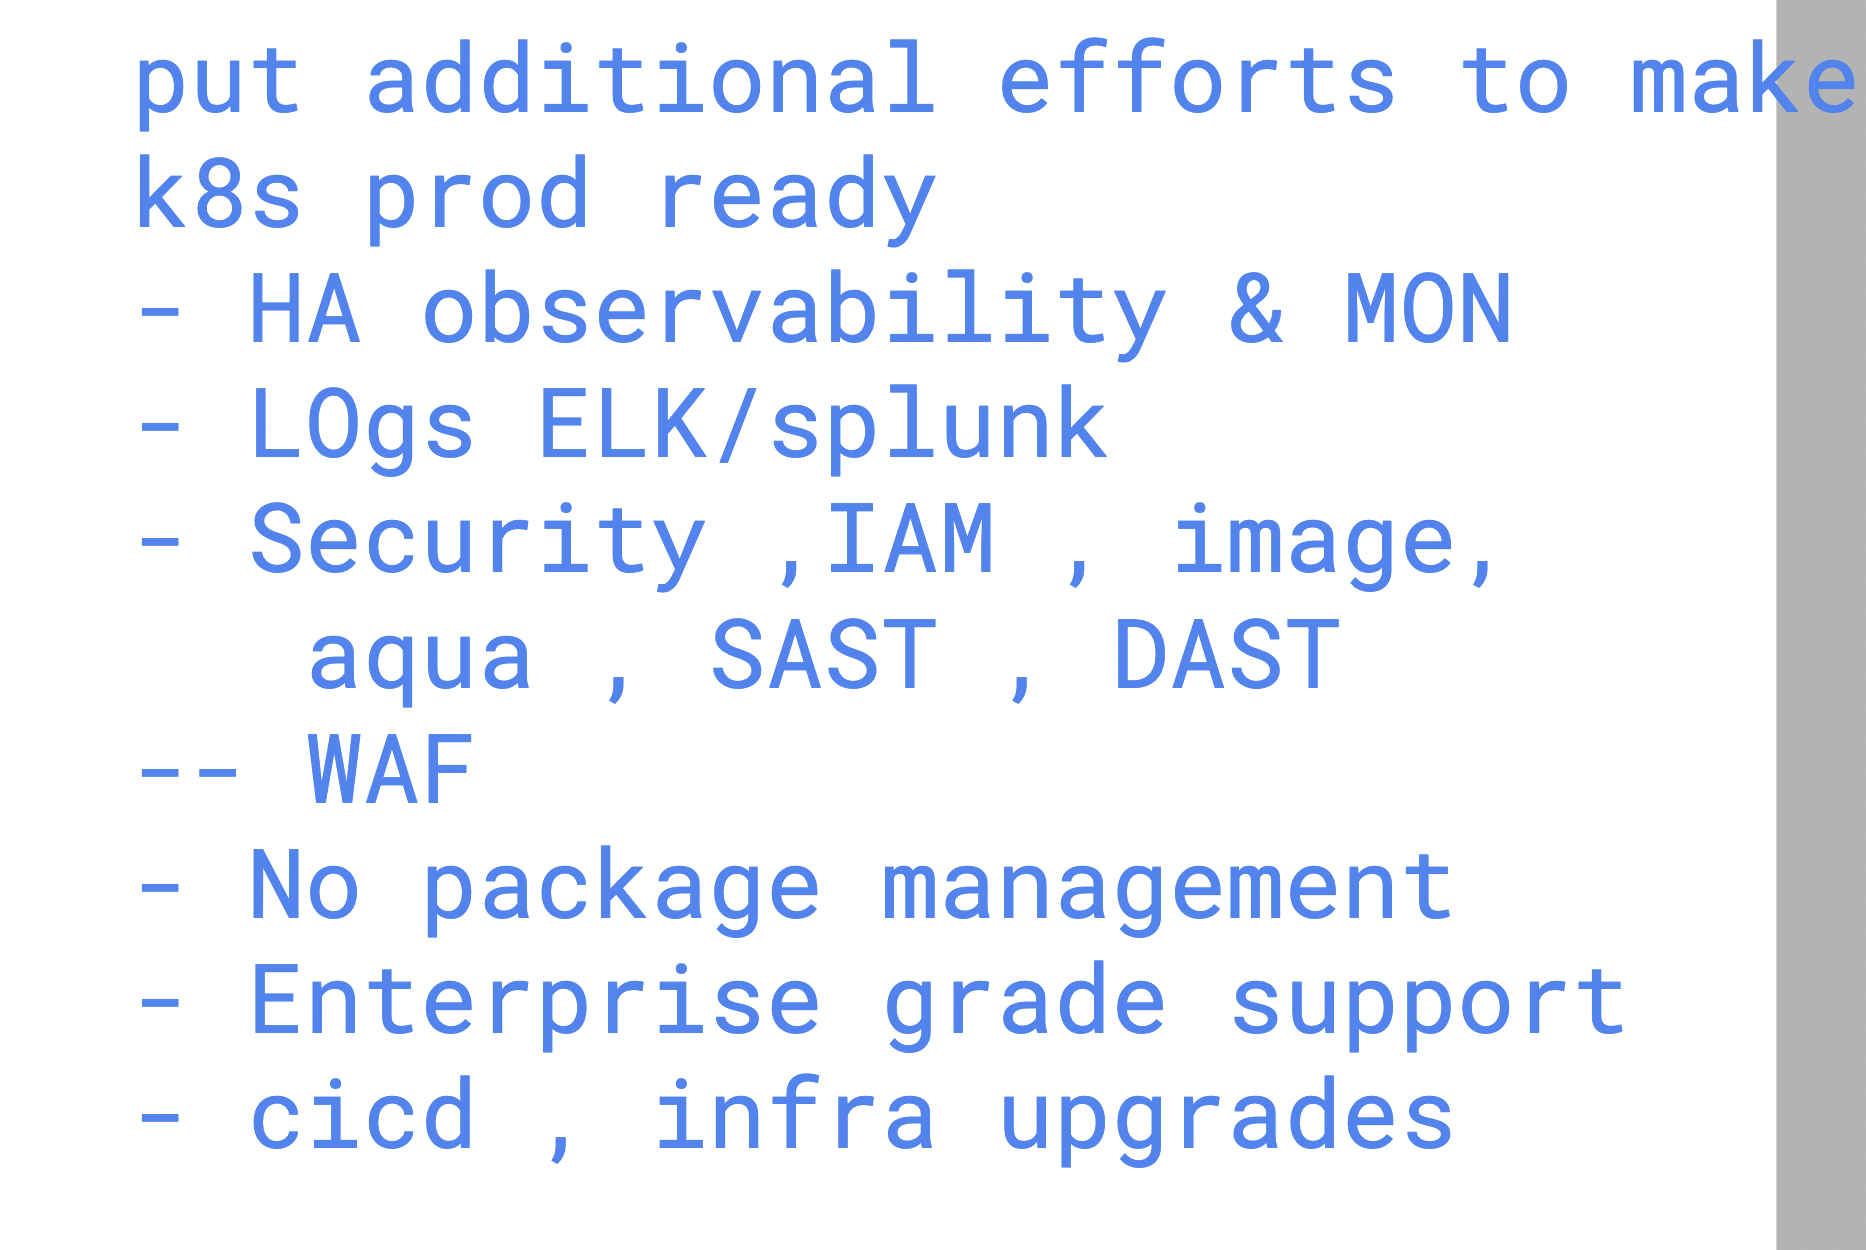 put additional efforts to make
k8s prod ready
- HA observability & MON
- LOgs ELK/splunk
- Security ,IAM , image,
aqua , SAST , DAST
-- WAF
- No package management
- Enterprise grade support
- cicd , infra upgrades